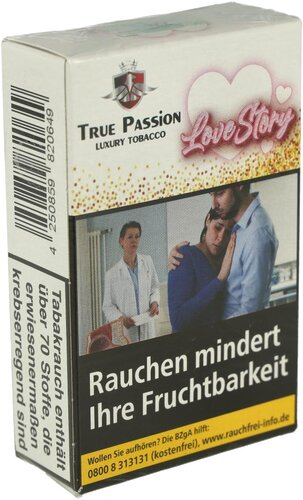 TRUE PASSION
LUXURY TOBACCO
Love Story
Rauchen mindert
Ihre Fruchtbarkeit
Wollen Sie aufhören? Die BZgA hilft:
0800 8 313131 (kostenfrei), www.rauchfrei-info.de
4 250859 820649
Tabakrauch enthält
über 70 Stoffe, die
erwiesenermaßen
krebserregend sind